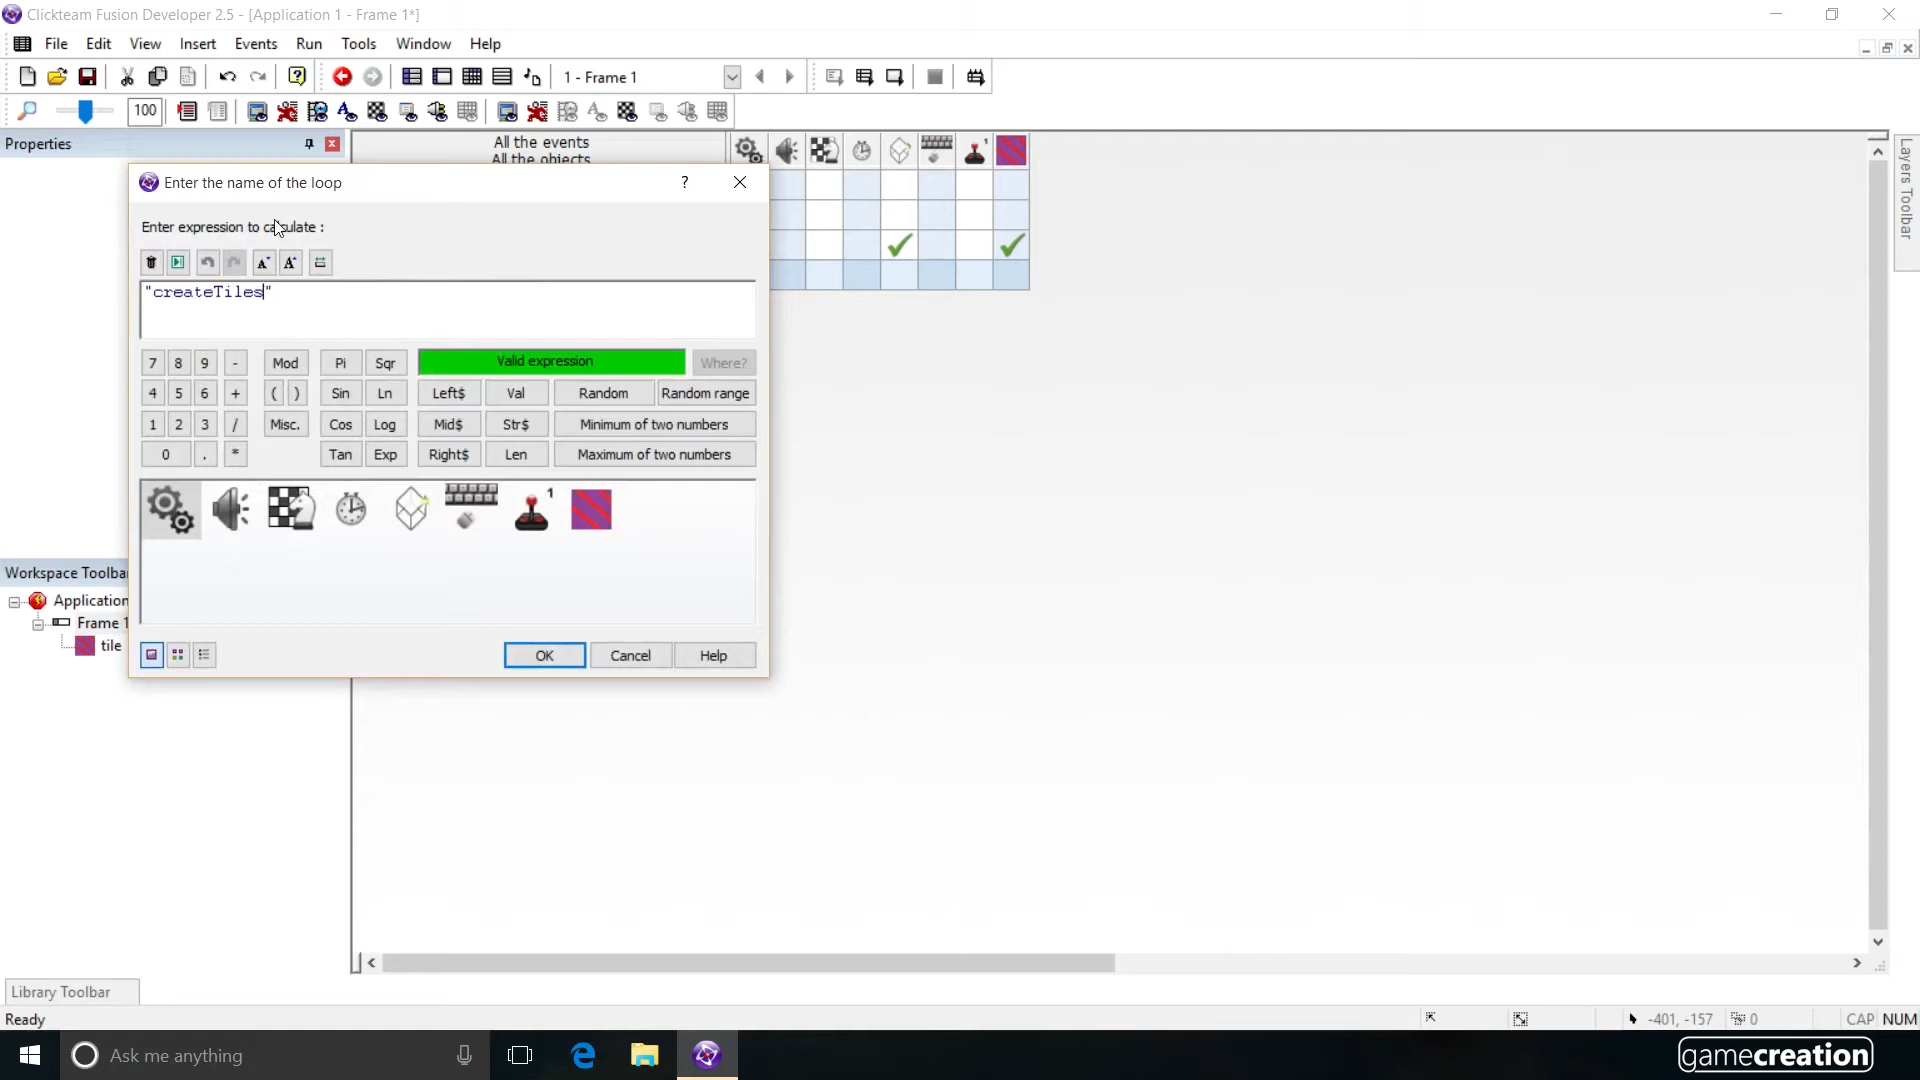 Clickteam Fusion Developer 2.5 - [Application 1 - Frame 1*]
File Edit View Insert Events Run Tools Window Help
1 - Frame 1
100
Properties
All the events
All the objects
Layers Toolbar
Enter the name of the loop
?
Enter expression to calculate :
"createTiles"
7 8 9 - Mod Pi Sqr Valid expression Where?
4 5 6 + ( ) Sin Ln Left$ Val Random Random range
1 2 3 / Misc. Cos Log Mid$ Str$ Minimum of two numbers
0 . * Tan Exp Right$ Len Maximum of two numbers
1
1
Workspace Toolba
Application
Frame 1
tile
OK Cancel Help
Library Toolbar
Ready
-401, -157
0
CAP NUM
Ask me anything
gamecreation